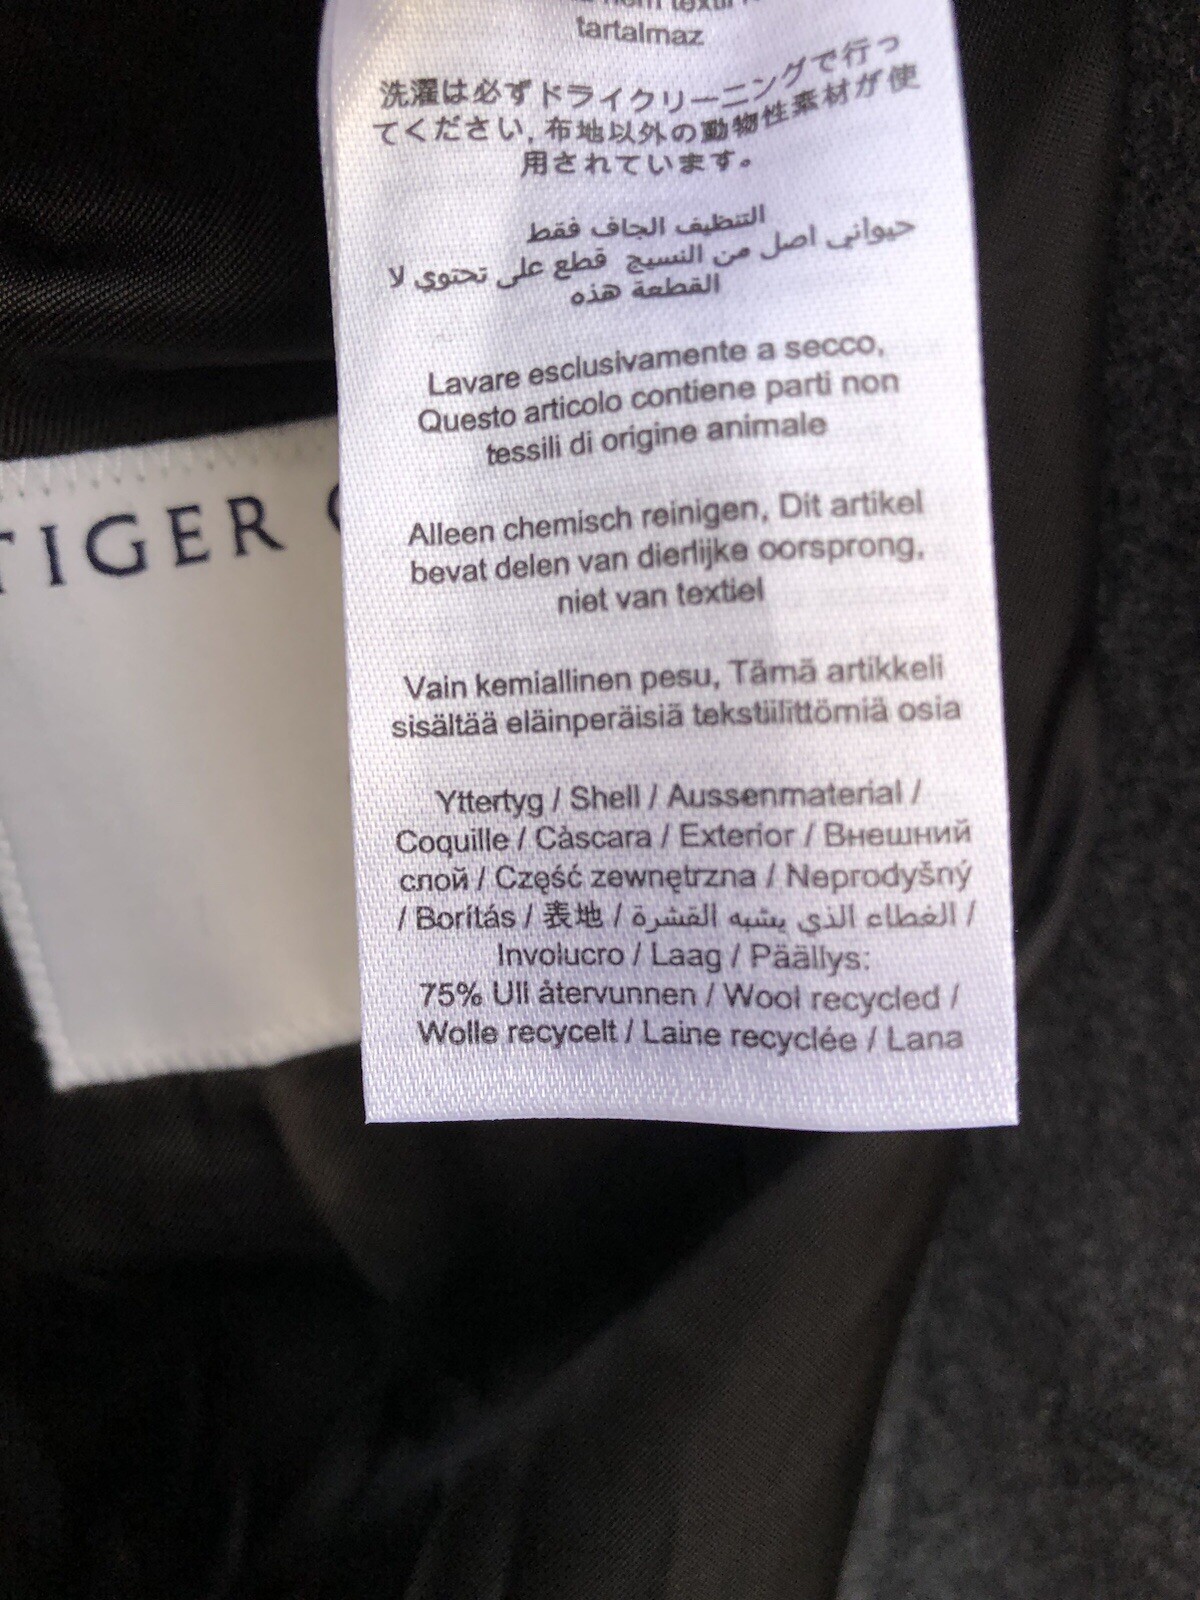 tartalmaz
洗濯は必ずドライクリーニングで行っ
てください, 布地以外の動物性素材が使
用されています。
التنظيف الجاف فقط
حيواني اصل من النسيج قطع على تحتوي لا
القطعة هذه
Lavare esclusivamente a secco,
Questo articolo contiene parti non
tessili di origine animale
Alleen chemisch reinigen, Dit artikel
bevat delen van dierlijke oorsprong,
niet van textiel
Vain kemiallinen pesu, Tämä artikkeli
sisältää eläinperäisiä tekstiilittömiä osia
Yttertyg / Shell / Aussenmaterial /
Coquille / Càscara / Exterior / Внешний
слой / Część zewnętrzna / Neprodyšný
/ Borítás / 表地 / الغطاء الذي يشبه القشرة /
Involucro / Laag / Päällys:
75% Ull återvunnen / Wool recycled /
Wolle recycelt / Laine recyclée / Lana
TIGER